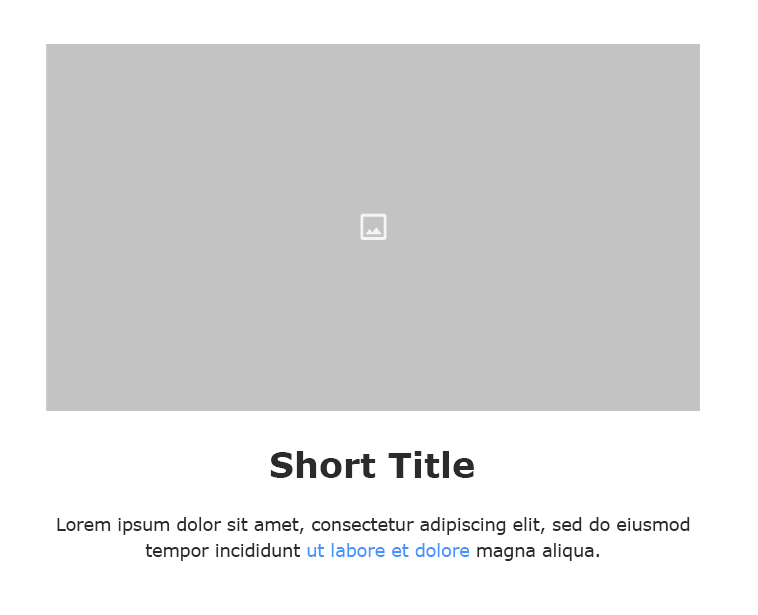 Short Title
Lorem ipsum dolor sit amet, consectetur adipiscing elit, sed do eiusmod
tempor incididunt ut labore et dolore magna aliqua.